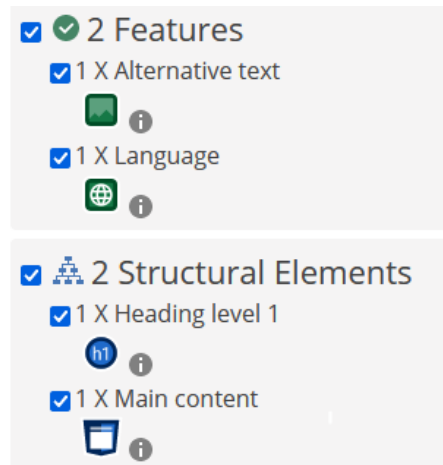 2 Features
1 X Alternative text
1 X Language
2 Structural Elements
1 X Heading level 1
h1
1 X Main content